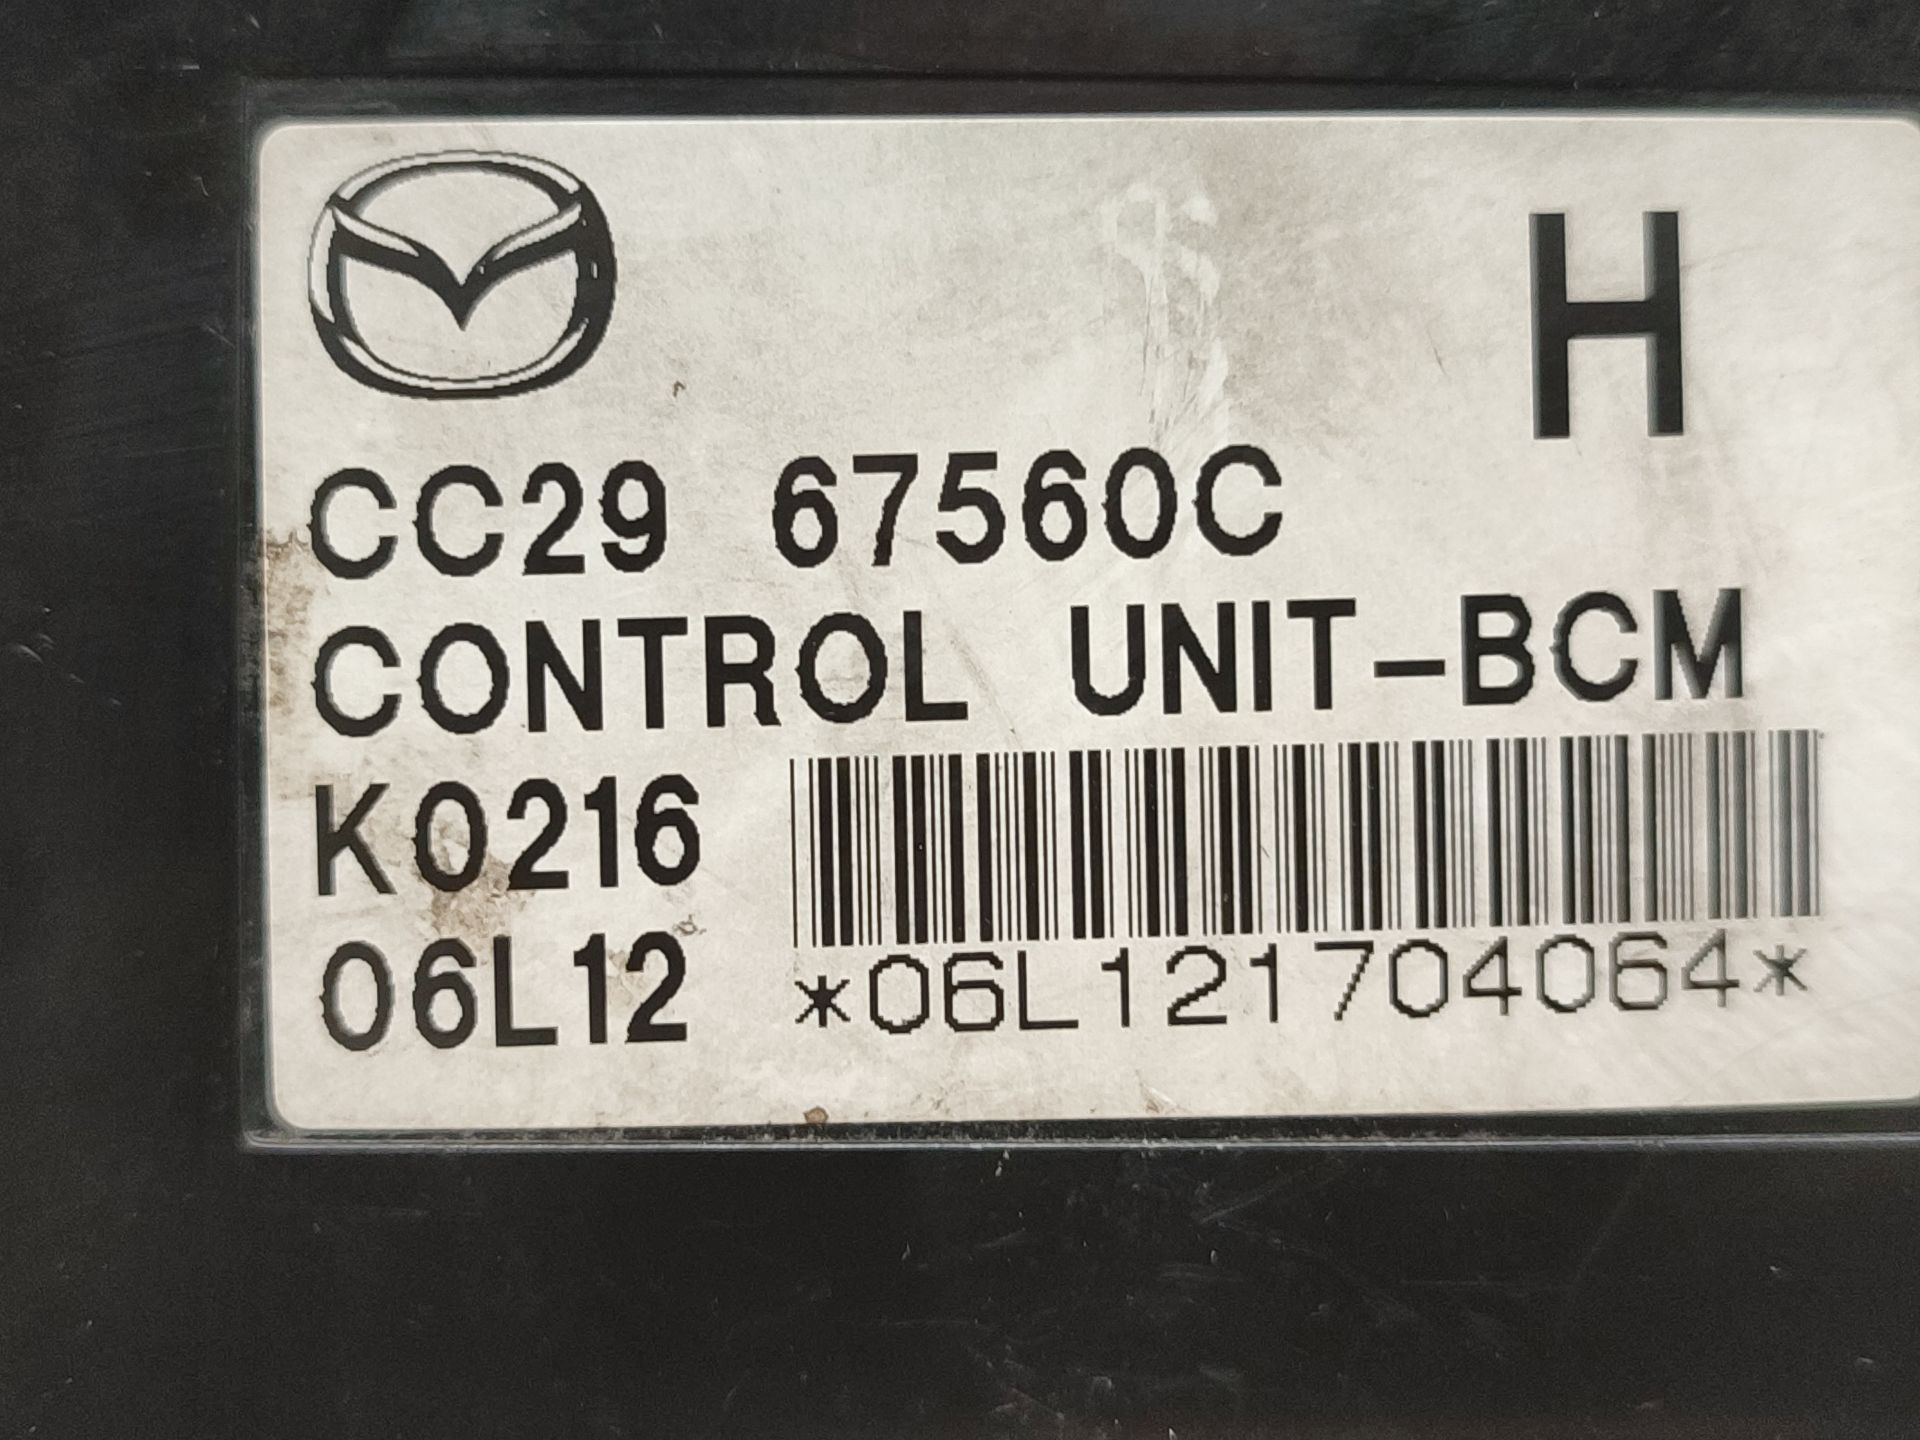 H
CC29 67560C
CONTROL UNIT-BCM
K0216
06L12
*06L121704064*